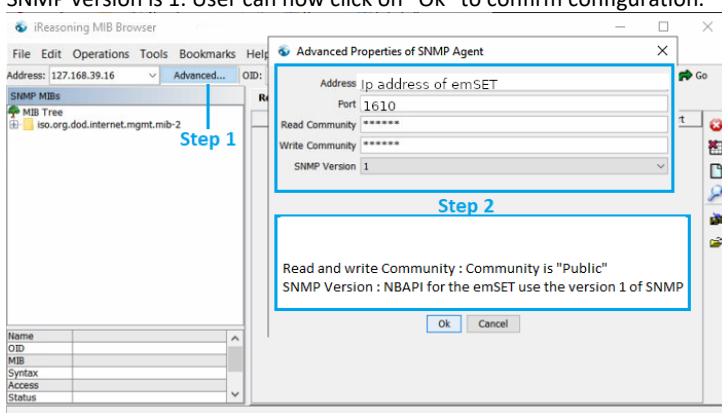 SNMP version is 1. User can now click on "Ok" to confirm configuration.
iReasoning MIB Browser
File Edit Operations Tools Bookmarks Help
Address: 127.168.39.16 Advanced... OID: Go
SNMP MIBs
MIB Tree
iso.org.dod.internet.mgmt.mib-2
Step 1
Advanced Properties of SNMP Agent
Address Ip address of emSET
Port 1610
Read Community ******
Write Community ******
SNMP Version 1
Step 2
Read and write Community : Community is "Public"
SNMP Version : NBAPI for the emSET use the version 1 of SNMP
Ok Cancel
Name
OID
MIB
Syntax
Access
Status